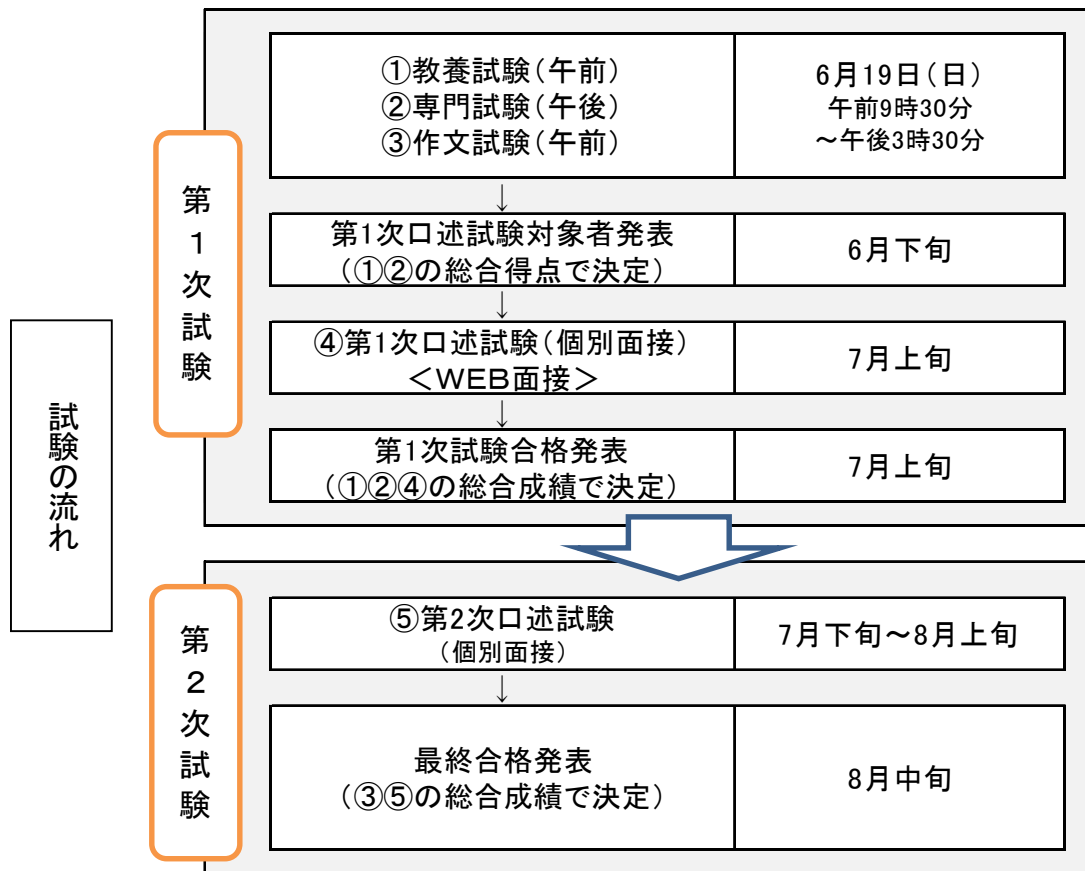 試験の流れ
第1次試験
①教養試験(午前)
②専門試験(午後)
③作文試験(午前)
6月19日(日)
午前9時30分
～午後3時30分
↓
第1次口述試験対象者発表
(①②の総合得点で決定)
6月下旬
↓
④第1次口述試験(個別面接)
＜WEB面接＞
7月上旬
↓
第1次試験合格発表
(①②④の総合成績で決定)
7月上旬
第2次試験
⑤第2次口述試験
(個別面接)
7月下旬～8月上旬
↓
最終合格発表
(③⑤の総合成績で決定)
8月中旬